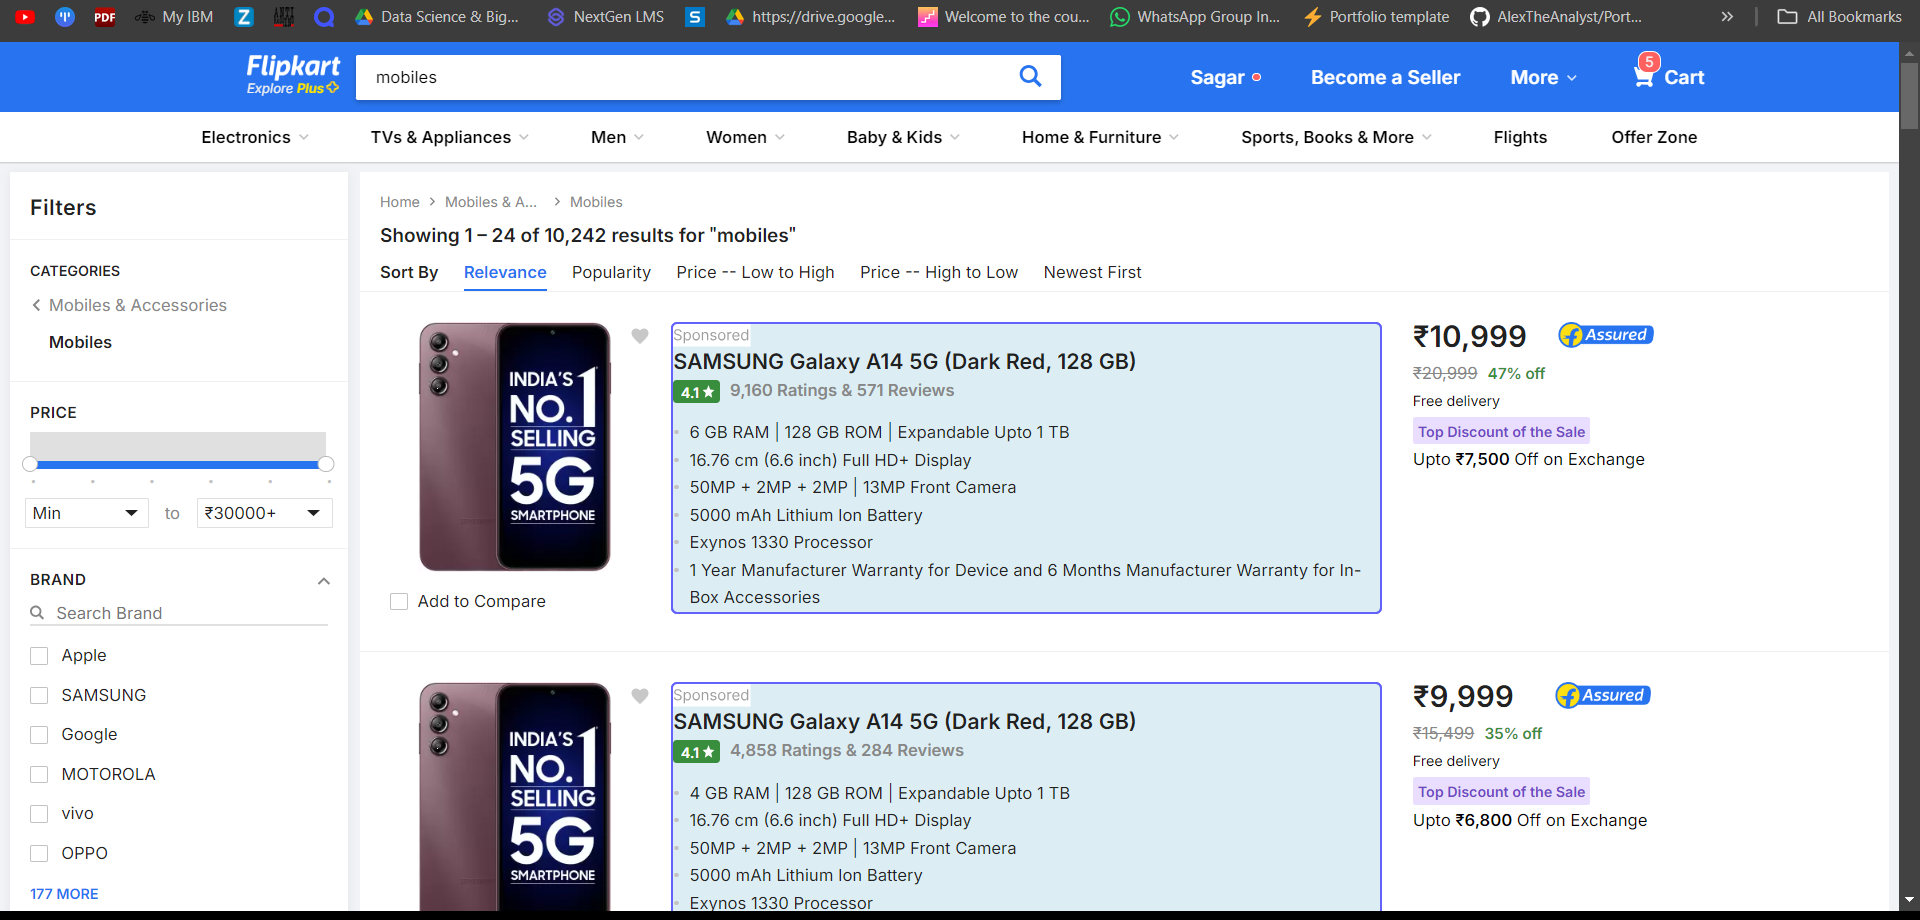 My IBM
Data Science & Big...
NextGen LMS
https://drive.google...
Welcome to the cou...
WhatsApp Group In...
Portfolio template
AlexTheAnalyst/Port...
All Bookmarks
Flipkart
Explore Plus
mobiles
Sagar
Become a Seller
More
5
Cart
Electronics
TVs & Appliances
Men
Women
Baby & Kids
Home & Furniture
Sports, Books & More
Flights
Offer Zone
Filters
CATEGORIES
Mobiles & Accessories
Mobiles
PRICE
Min
to
₹30000+
BRAND
Search Brand
Apple
SAMSUNG
Google
MOTOROLA
vivo
OPPO
177 MORE
Home
Mobiles & A...
Mobiles
Showing 1 – 24 of 10,242 results for "mobiles"
Sort By
Relevance
Popularity
Price -- Low to High
Price -- High to Low
Newest First
INDIA'S
NO. 1
SELLING
5G
SMARTPHONE
Add to Compare
Sponsored
SAMSUNG Galaxy A14 5G (Dark Red, 128 GB)
4.1★ 9,160 Ratings & 571 Reviews
6 GB RAM | 128 GB ROM | Expandable Upto 1 TB
16.76 cm (6.6 inch) Full HD+ Display
50MP + 2MP + 2MP | 13MP Front Camera
5000 mAh Lithium Ion Battery
Exynos 1330 Processor
1 Year Manufacturer Warranty for Device and 6 Months Manufacturer Warranty for In-
Box Accessories
₹10,999
Assured
₹20,999 47% off
Free delivery
Top Discount of the Sale
Upto ₹7,500 Off on Exchange
INDIA'S
NO. 1
SELLING
5G
SMARTPHONE
Sponsored
SAMSUNG Galaxy A14 5G (Dark Red, 128 GB)
4.1★ 4,858 Ratings & 284 Reviews
4 GB RAM | 128 GB ROM | Expandable Upto 1 TB
16.76 cm (6.6 inch) Full HD+ Display
50MP + 2MP + 2MP | 13MP Front Camera
5000 mAh Lithium Ion Battery
Exynos 1330 Processor
₹9,999
Assured
₹15,499 35% off
Free delivery
Top Discount of the Sale
Upto ₹6,800 Off on Exchange